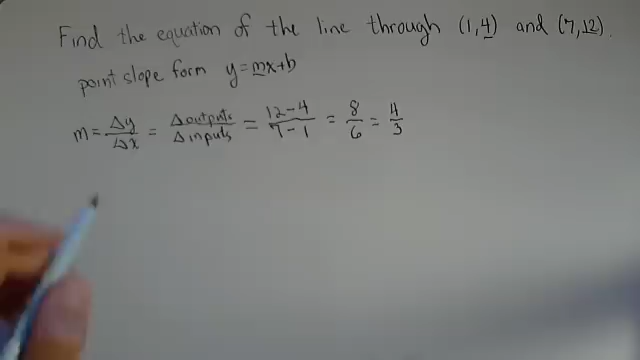 Find the equation of the line through (1,4) and (7,12).
point slope form y=mx+b
m = Δy/Δx = Δoutputs/Δinputs = 12-4/7-1 = 8/6 = 4/3